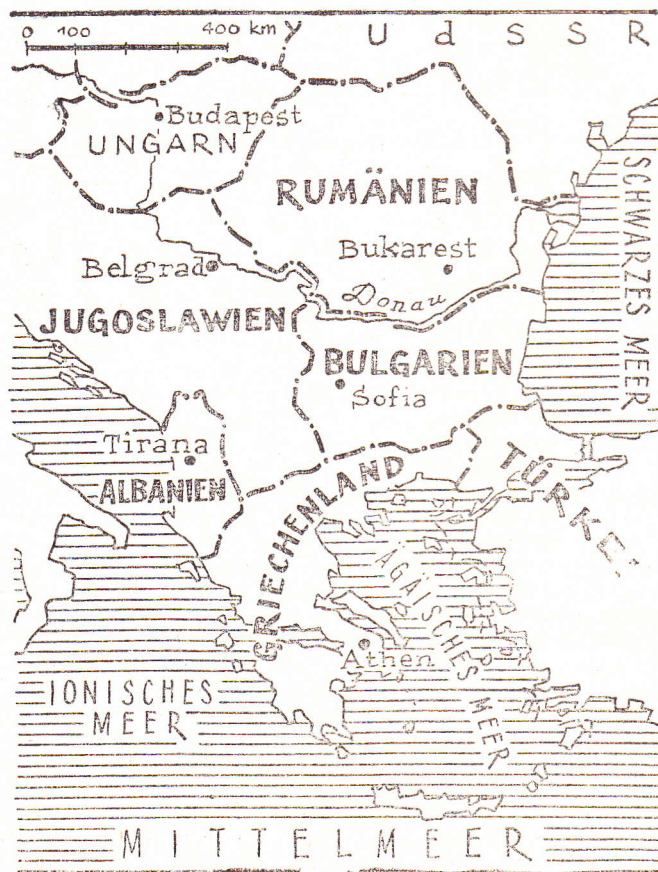 0 100 400 km
U d S S R
Budapest
UNGARN
RUMÄNIEN
SCHWARZES MEER
Belgrad
Bukarest
Donau
JUGOSLAWIEN
BULGARIEN
Sofia
Tirana
ALBANIEN
GRIECHENLAND
TÜRKEI
ÄGÄISCHES MEER
Athen
IONISCHES
MEER
MITTELMEER